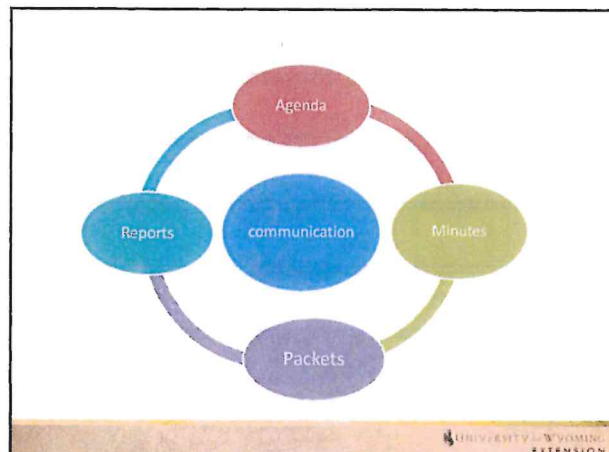 Agenda
Reports
communication
Minutes
Packets
UNIVERSITY OF WYOMING
EXTENSION